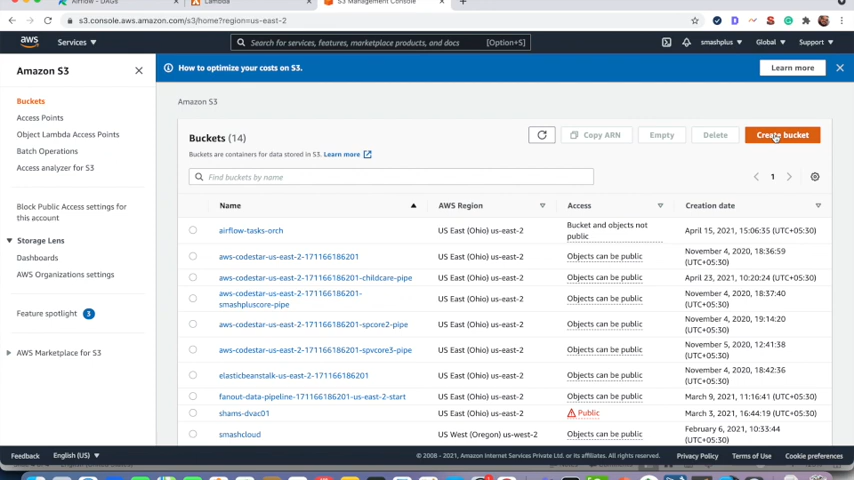 Airflow - DAGs
Lambda
S3 Management Console
s3.console.aws.amazon.com/s3/home?region=us-east-2
aws
Services
Search for services, features, marketplace products, and docs
[Option+S]
smashplus
Global
Support
Amazon S3
How to optimize your costs on S3.
Learn more
Buckets
Access Points
Object Lambda Access Points
Batch Operations
Access analyzer for S3
Block Public Access settings for
this account
Storage Lens
Dashboards
AWS Organizations settings
Feature spotlight 3
AWS Marketplace for S3
Amazon S3
Buckets (14)
Copy ARN
Empty
Delete
Create bucket
Buckets are containers for data stored in S3. Learn more
Find buckets by name
1
Name AWS Region Access Creation date
airflow-tasks-orch US East (Ohio) us-east-2 Bucket and objects not April 15, 2021, 15:06:35 (UTC+05:30)
public
aws-codestar-us-east-2-171166186201 US East (Ohio) us-east-2 Objects can be public November 4, 2020, 18:36:59
(UTC+05:30)
aws-codestar-us-east-2-171166186201-childcare-pipe US East (Ohio) us-east-2 Objects can be public April 23, 2021, 10:20:24 (UTC+05:30)
aws-codestar-us-east-2-171166186201- US East (Ohio) us-east-2 Objects can be public November 4, 2020, 18:37:40
smashpluscore-pipe (UTC+05:30)
aws-codestar-us-east-2-171166186201-spcore2-pipe US East (Ohio) us-east-2 Objects can be public November 4, 2020, 19:14:20
(UTC+05:30)
aws-codestar-us-east-2-171166186201-spvcore3-pipe US East (Ohio) us-east-2 Objects can be public November 5, 2020, 12:41:38
(UTC+05:30)
elasticbeanstalk-us-east-2-171166186201 US East (Ohio) us-east-2 Objects can be public November 4, 2020, 18:42:36
(UTC+05:30)
fanout-data-pipeline-171166186201-us-east-2-start US East (Ohio) us-east-2 Objects can be public March 9, 2021, 11:16:41 (UTC+05:30)
shams-dvac01 US East (Ohio) us-east-2 Public March 3, 2021, 16:44:19 (UTC+05:30)
smashcloud US West (Oregon) us-west-2 Objects can be public February 6, 2021, 10:33:44
(UTC+05:30)
Feedback English (US) © 2008 - 2021, Amazon Internet Services Private Ltd. or its affiliates. All rights reserved. Privacy Policy Terms of Use Cookie preferences